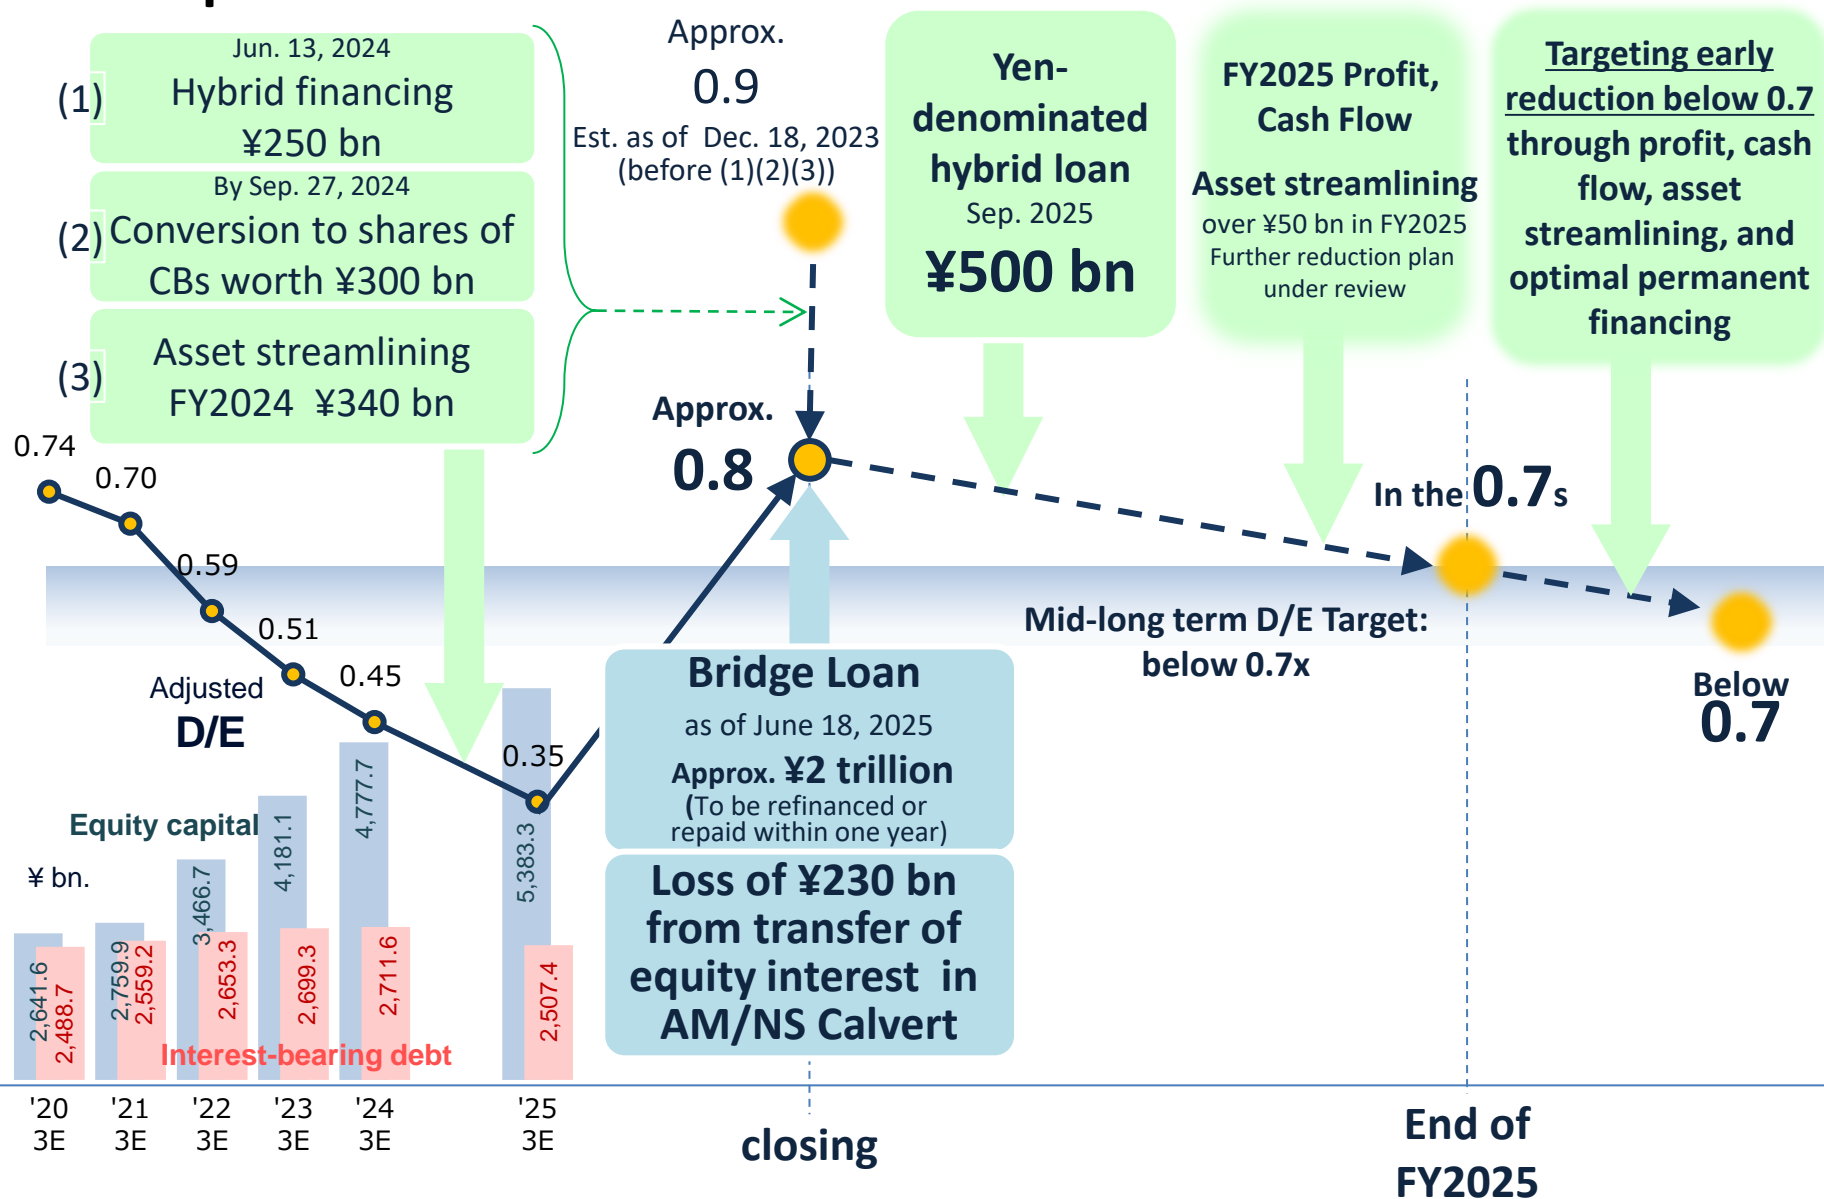 Jun. 13, 2024
(1)
Hybrid financing
¥250 bn
By Sep. 27, 2024
(2)
Conversion to shares of
CBs worth ¥300 bn
(3)
Asset streamlining
FY2024 ¥340 bn
Approx.
0.9
Est. as of Dec. 18, 2023
(before (1)(2)(3))
Yen-
denominated
hybrid loan
Sep. 2025
¥500 bn
FY2025 Profit,
Cash Flow
Asset streamlining
over ¥50 bn in FY2025
Further reduction plan
under review
Targeting early
reduction below 0.7
through profit, cash
flow, asset
streamlining, and
optimal permanent
financing
Approx.
0.8
In the 0.7s
Mid-long term D/E Target:
below 0.7x
Below
0.7
0.74
0.70
0.59
0.51
0.45
0.35
Adjusted
D/E
Equity capital
¥ bn.
2,641.6
2,488.7
2,759.9
2,559.2
3,466.7
2,653.3
4,181.1
2,699.3
4,777.7
2,711.6
5,383.3
2,507.4
Interest-bearing debt
Bridge Loan
as of June 18, 2025
Approx. ¥2 trillion
(To be refinanced or
repaid within one year)
Loss of ¥230 bn
from transfer of
equity interest in
AM/NS Calvert
'20
3E
'21
3E
'22
3E
'23
3E
'24
3E
'25
3E
closing
End of
FY2025